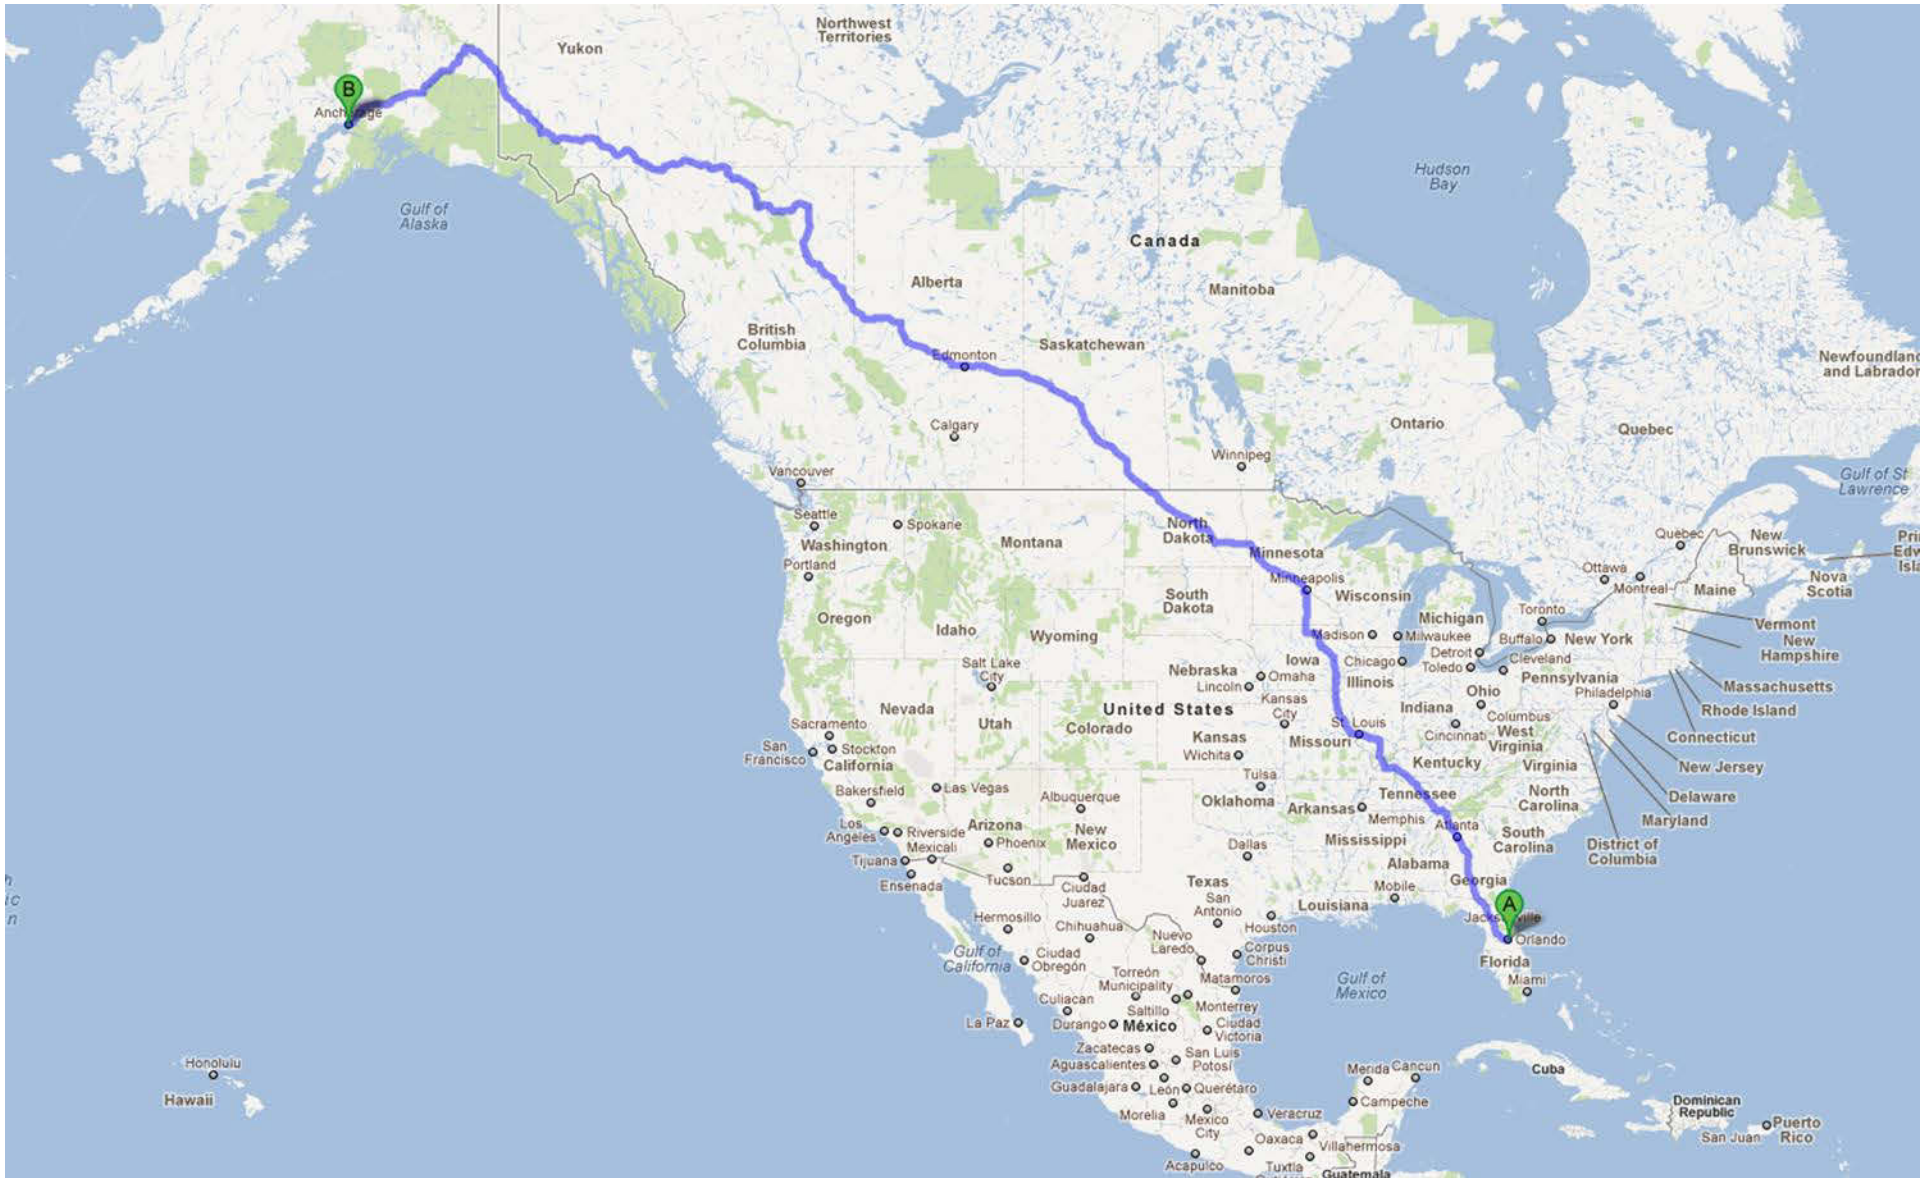 Northwest
Territories
Yukon
B
Anchorage
Hudson
Bay
Gulf of
Alaska
Canada
Alberta
Manitoba
British
Columbia
Saskatchewan
Edmonton
Newfoundland
and Labrador
Calgary
Ontario
Quebec
Winnipeg
Vancouver
Gulf of St
Lawrence
Seattle
Spokane
North
Dakota
Washington
Montana
Minnesota
Quebec
New
Brunswick
Pri
Edw
Isla
Portland
Minneapolis
Ottawa
Montreal
Maine
Nova
Scotia
South
Dakota
Wisconsin
Oregon
Idaho
Wyoming
Michigan
Toronto
Vermont
Madison
Milwaukee
Buffalo
New York
New
Hampshire
Salt Lake
City
Nebraska
Iowa
Chicago
Detroit
Toledo
Cleveland
Omaha
Lincoln
Illinois
Pennsylvania
Massachusetts
Ohio
Philadelphia
Nevada
United States
Kansas
City
Indiana
Rhode Island
Utah
Colorado
St. Louis
Columbus
Sacramento
Kansas
Missouri
Cincinnati
West
Virginia
Connecticut
San
Francisco
Stockton
California
Wichita
Kentucky
Virginia
New Jersey
Bakersfield
Las Vegas
Albuquerque
Tulsa
Oklahoma
Arkansas
Tennessee
North
Carolina
Delaware
Los
Angeles
Riverside
Arizona
New
Mexico
Memphis
Atlanta
Maryland
Mexicali
Phoenix
Mississippi
South
Carolina
District of
Columbia
Tijuana
Dallas
Alabama
Ensenada
Tucson
Ciudad
Juarez
Texas
Mobile
Georgia
San
Antonio
Louisiana
A
Hermosillo
Chihuahua
Houston
Jacksonville
Nuevo
Laredo
Orlando
Gulf of
California
Ciudad
Obregón
Corpus
Christi
Florida
Torreón
Municipality
Matamoros
Gulf of
Mexico
Miami
Culiacan
Saltillo
Monterrey
La Paz
Durango
México
Ciudad
Victoria
Zacatecas
San Luis
Potosí
Aguascalientes
Honolulu
Merida
Cancun
Cuba
Guadalajara
León
Querétaro
Hawaii
Campeche
Morelia
Mexico
City
Veracruz
Dominican
Republic
Puerto
Rico
San Juan
Oaxaca
Villahermosa
Acapulco
Tuxtla
Guatemala